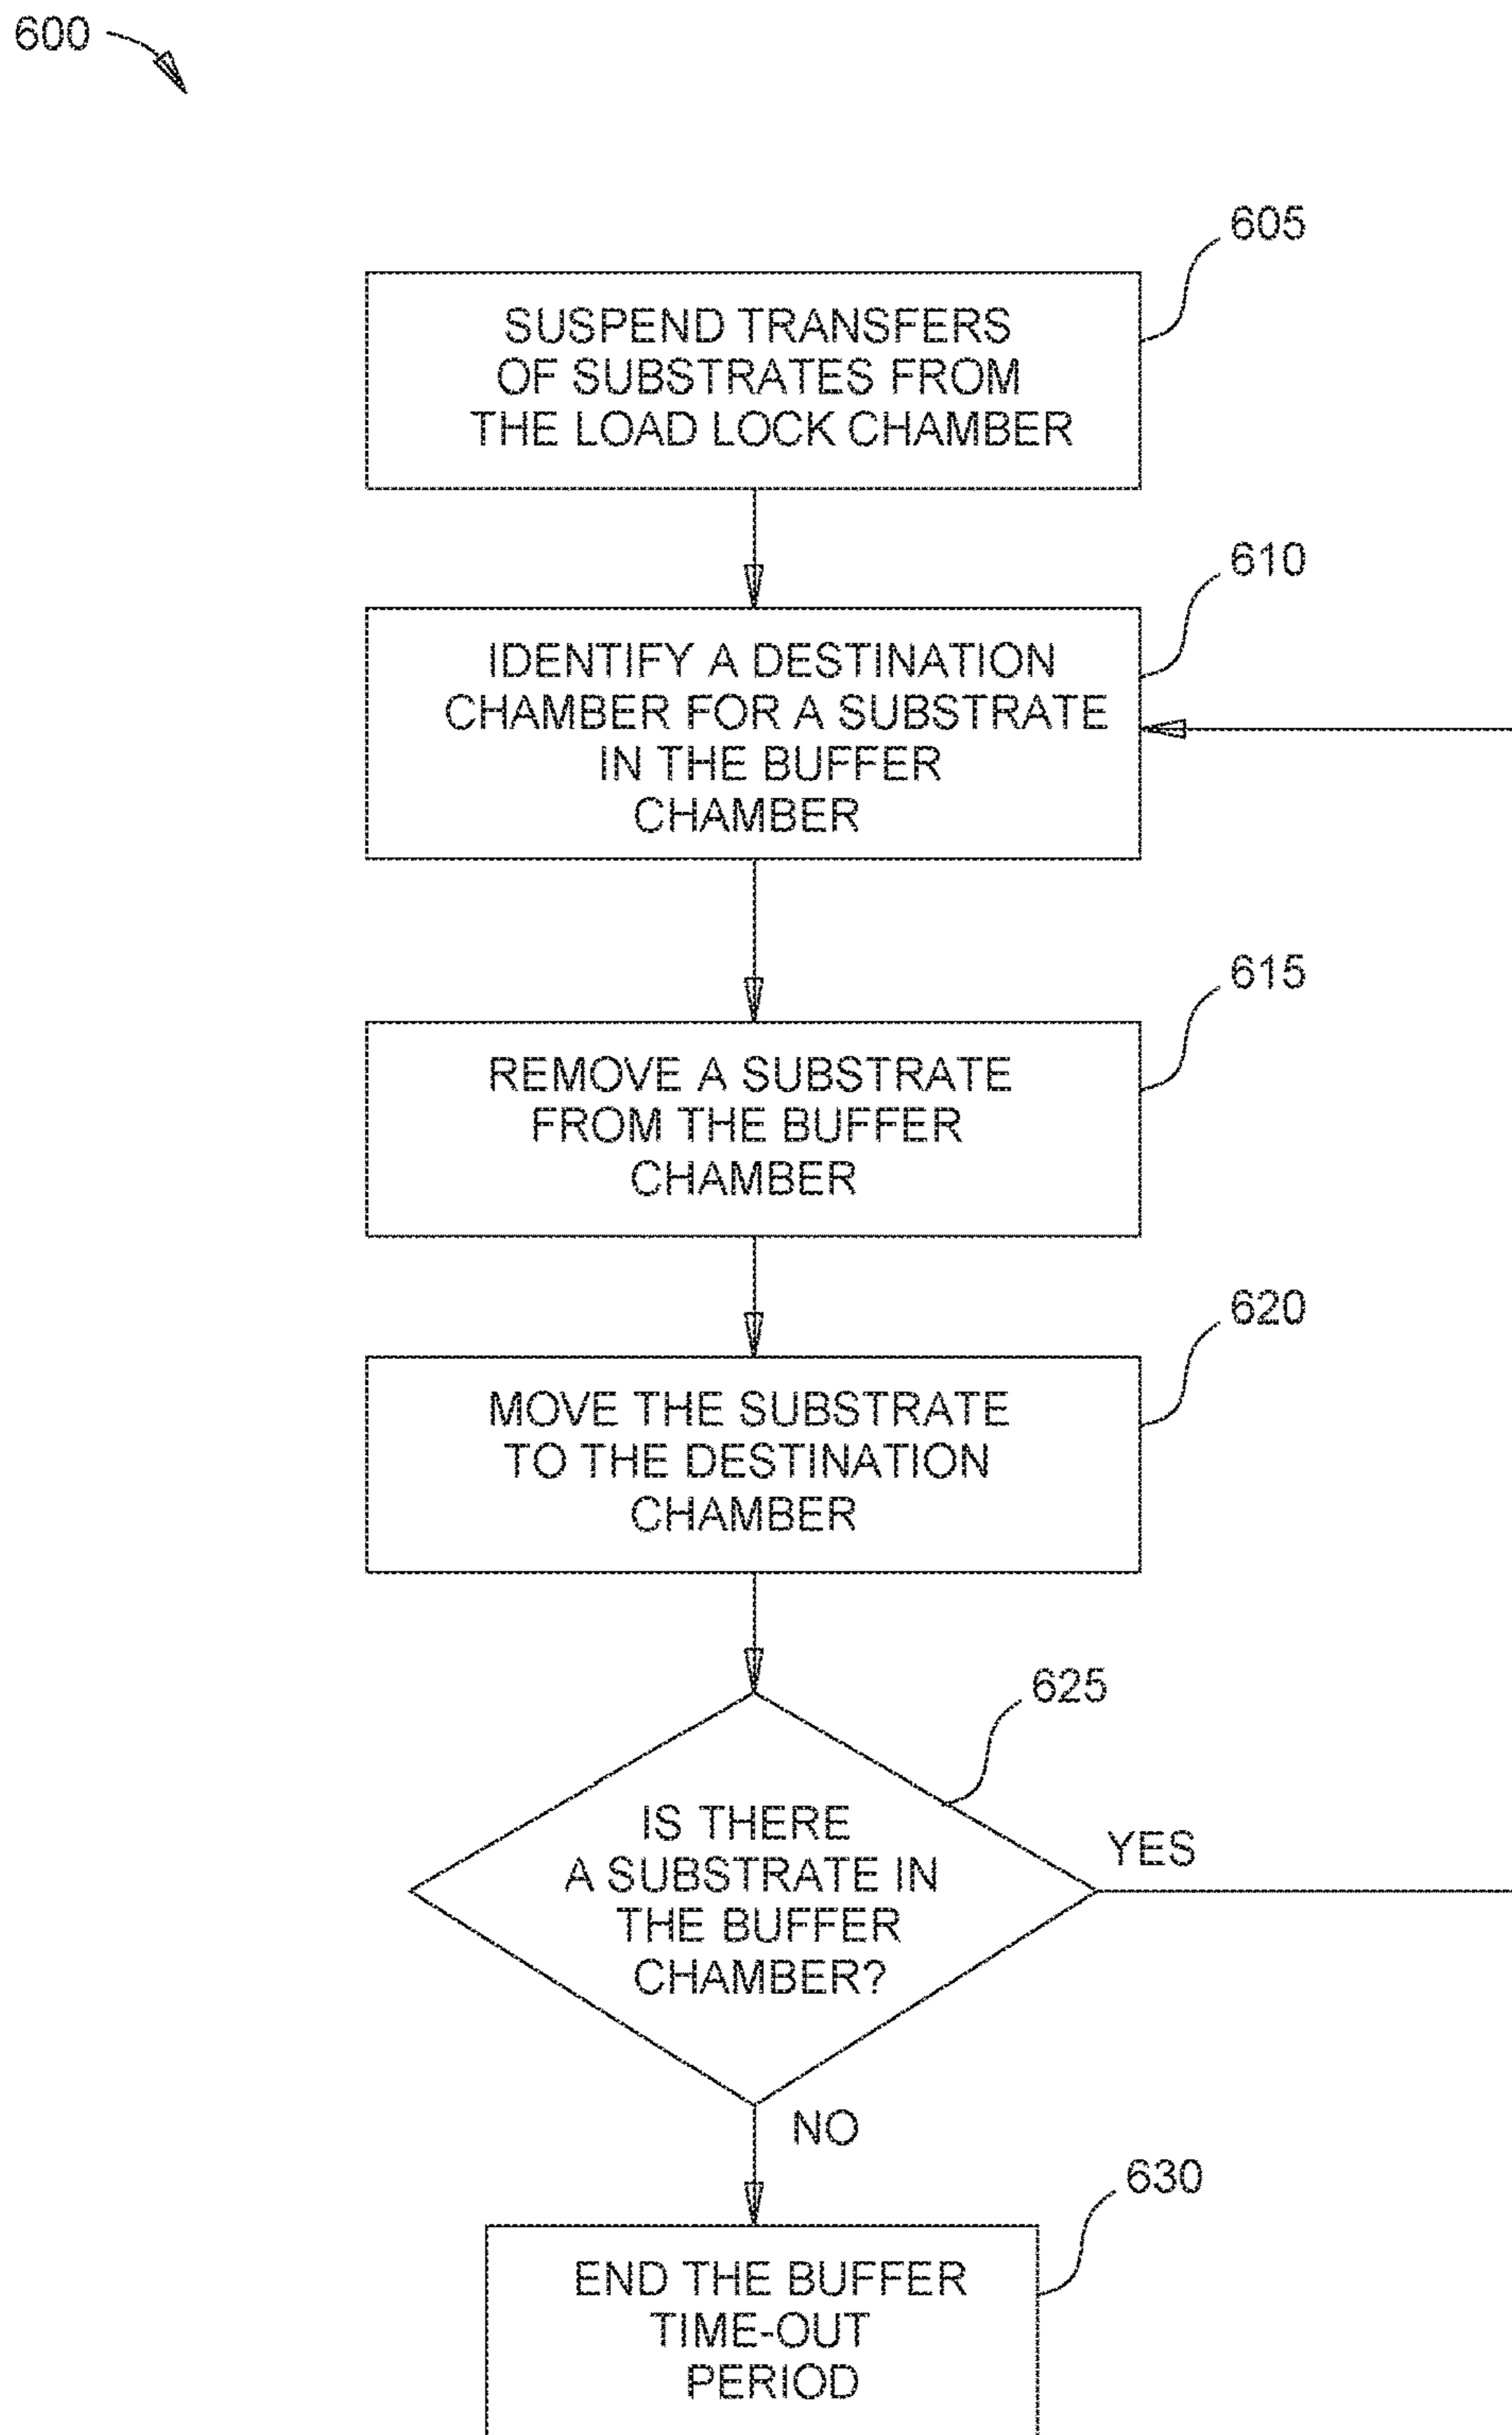 600
605
SUSPEND TRANSFERS
OF SUBSTRATES FROM
THE LOAD LOCK CHAMBER
610
IDENTIFY A DESTINATION
CHAMBER FOR A SUBSTRATE
IN THE BUFFER
CHAMBER
615
REMOVE A SUBSTRATE
FROM THE BUFFER
CHAMBER
620
MOVE THE SUBSTRATE
TO THE DESTINATION
CHAMBER
625
IS THERE
A SUBSTRATE IN
THE BUFFER
CHAMBER?
YES
NO
630
END THE BUFFER
TIME-OUT
PERIOD